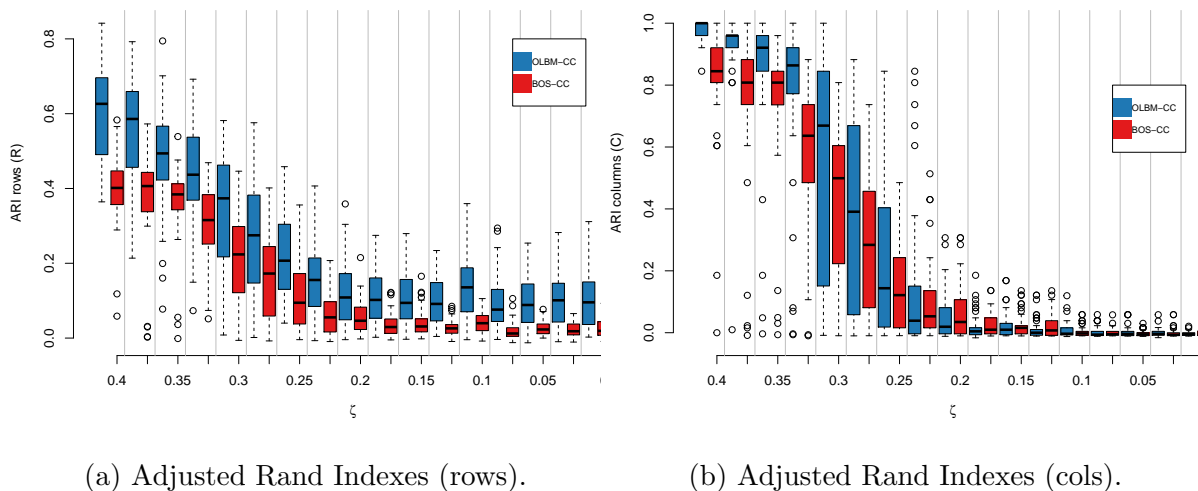 0.8
0.6
0.4
0.2
0.0
ARI rows (R)
OLBM−CC
BOS−CC
0.4 0.35 0.3 0.25 0.2 0.15 0.1 0.05
ζ
1.0
0.8
0.6
0.4
0.2
0.0
ARI columns (C)
OLBM−CC
BOS−CC
0.4 0.35 0.3 0.25 0.2 0.15 0.1 0.05
ζ
(a) Adjusted Rand Indexes (rows).
(b) Adjusted Rand Indexes (cols).